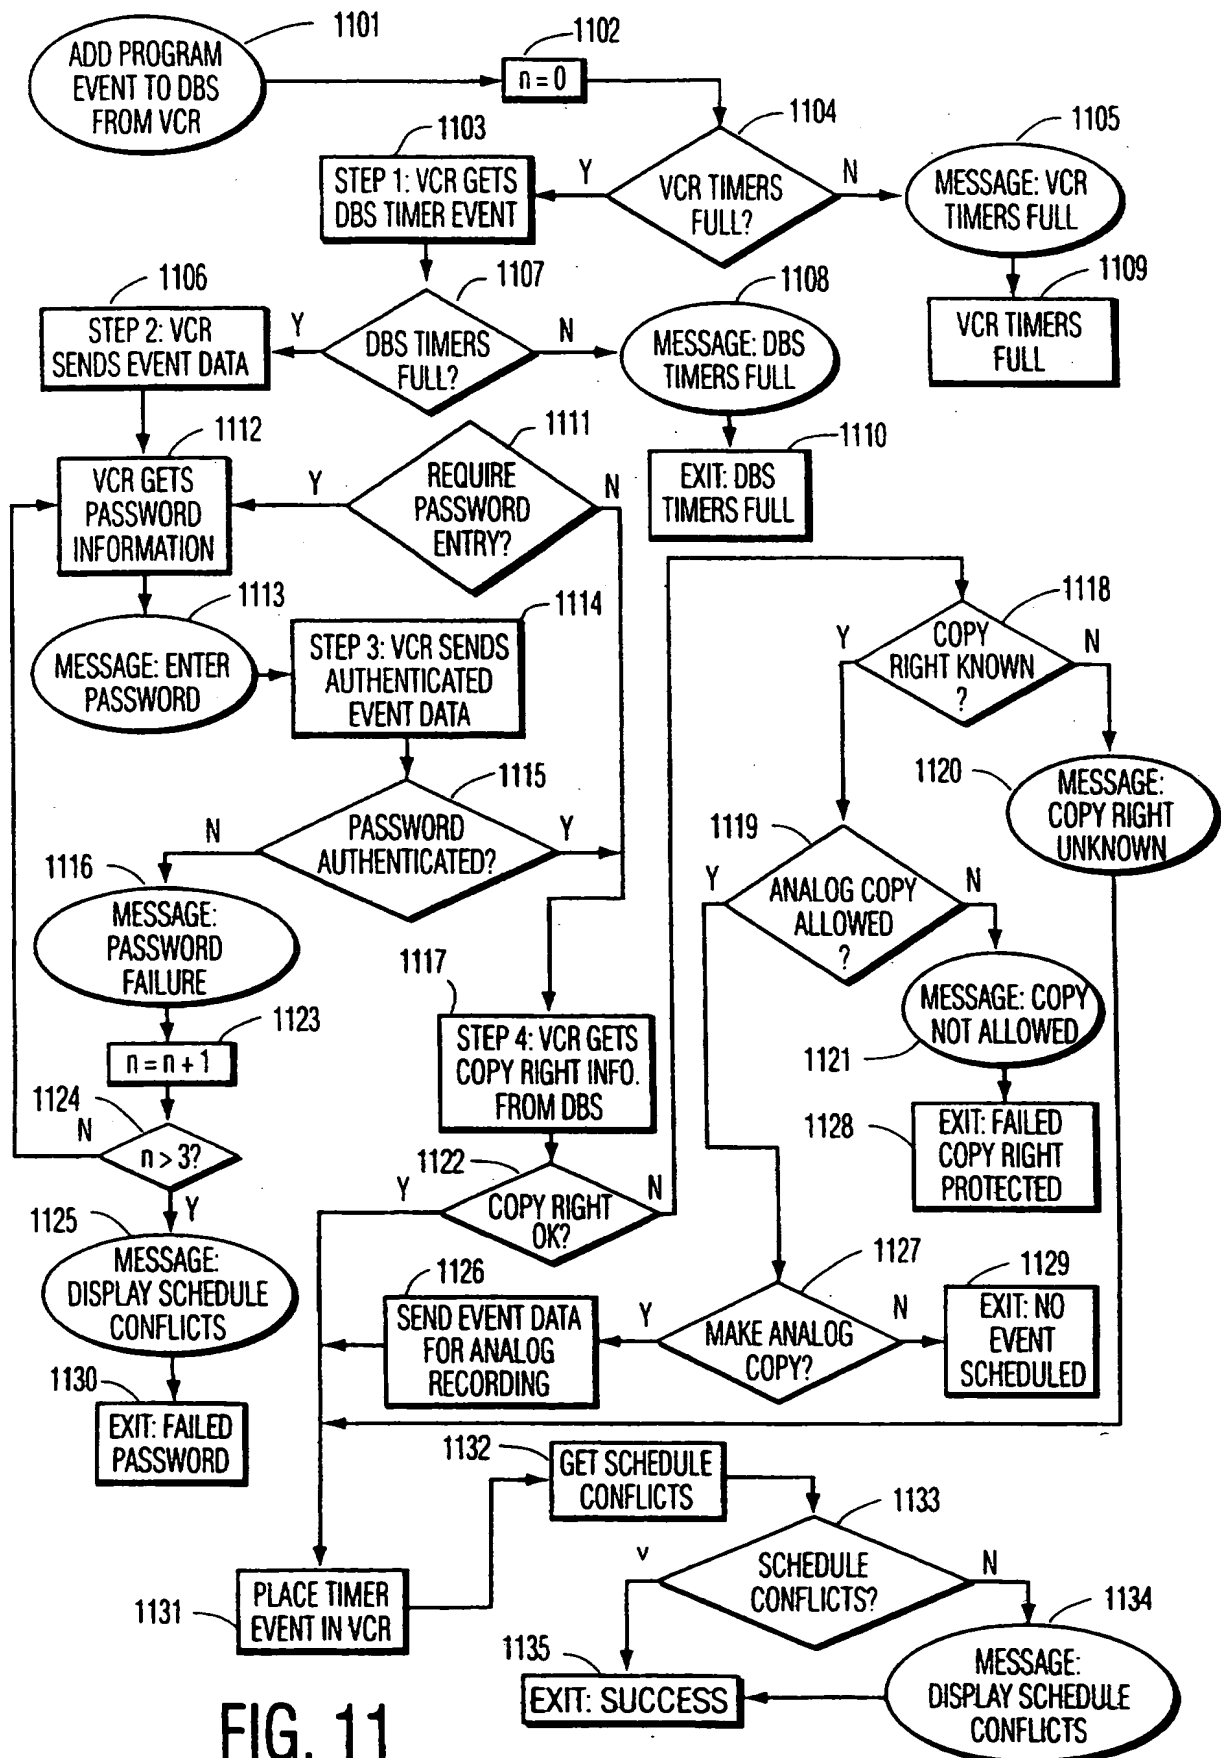 1101
ADD PROGRAM
EVENT TO DBS
FROM VCR
1102
n = 0
1103
STEP 1: VCR GETS
DBS TIMER EVENT
Y
1104
VCR TIMERS
FULL?
N
1105
MESSAGE: VCR
TIMERS FULL
1106
STEP 2: VCR
SENDS EVENT DATA
Y
1107
DBS TIMERS
FULL?
N
1108
MESSAGE: DBS
TIMERS FULL
1109
VCR TIMERS
FULL
1110
EXIT: DBS
TIMERS FULL
1112
VCR GETS
PASSWORD
INFORMATION
Y
1111
REQUIRE
PASSWORD
ENTRY?
N
1113
MESSAGE: ENTER
PASSWORD
1114
STEP 3: VCR SENDS
AUTHENTICATED
EVENT DATA
1118
Y
COPY
RIGHT KNOWN
?
N
1115
N
PASSWORD
AUTHENTICATED?
Y
1120
MESSAGE:
COPY RIGHT
UNKNOWN
1119
Y
ANALOG COPY
ALLOWED
?
N
1116
MESSAGE:
PASSWORD
FAILURE
1117
STEP 4: VCR GETS
COPY RIGHT INFO.
FROM DBS
MESSAGE: COPY
NOT ALLOWED
1121
1123
n = n + 1
1124
N
n > 3?
Y
1128
EXIT: FAILED
COPY RIGHT
PROTECTED
1122
Y
COPY RIGHT
OK?
N
1125
MESSAGE:
DISPLAY SCHEDULE
CONFLICTS
1126
SEND EVENT DATA
FOR ANALOG
RECORDING
Y
1127
MAKE ANALOG
COPY?
N
1129
EXIT: NO
EVENT
SCHEDULED
1130
EXIT: FAILED
PASSWORD
1132
GET SCHEDULE
CONFLICTS
1133
v
SCHEDULE
CONFLICTS?
N
1131
PLACE TIMER
EVENT IN VCR
1134
MESSAGE:
DISPLAY SCHEDULE
CONFLICTS
1135
EXIT: SUCCESS
FIG. 11